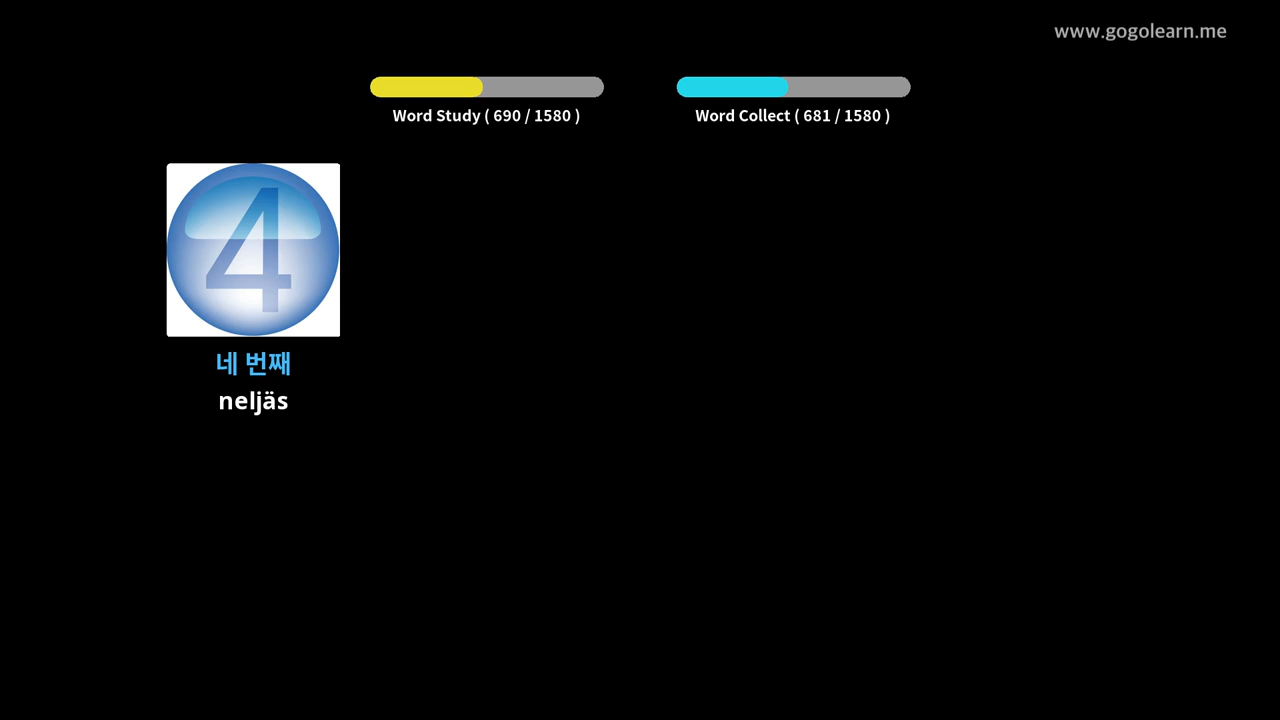 www.gogolearn.me
Word Study ( 690 / 1580 )
Word Collect ( 681 / 1580 )
4
네 번째
neljäs